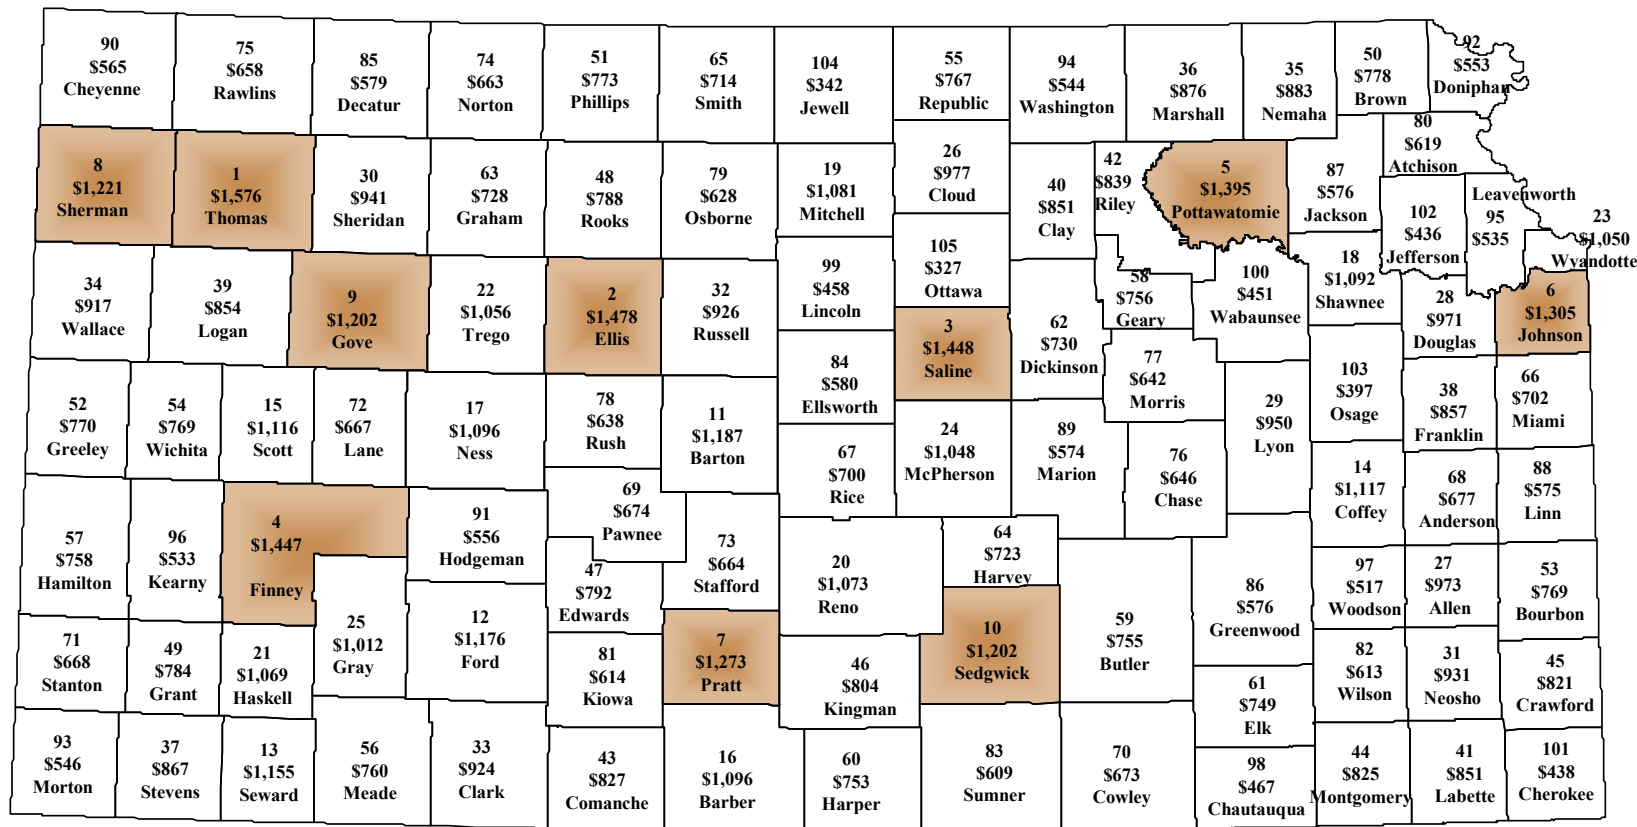 90
$565
Cheyenne
75
$658
Rawlins
85
$579
Decatur
74
$663
Norton
51
$773
Phillips
65
$714
Smith
104
$342
Jewell
55
$767
Republic
94
$544
Washington
36
$876
Marshall
35
$883
Nemaha
50
$778
Brown
92
$553
Doniphan
8
$1,221
Sherman
1
$1,576
Thomas
30
$941
Sheridan
63
$728
Graham
48
$788
Rooks
79
$628
Osborne
19
$1,081
Mitchell
26
$977
Cloud
40
$851
Clay
42
$839
Riley
5
$1,395
Pottawatomie
87
$576
Jackson
80
$619
Atchison
102
$436
Jefferson
Leavenworth
95
$535
23
$1,050
Wyandotte
34
$917
Wallace
39
$854
Logan
9
$1,202
Gove
22
$1,056
Trego
2
$1,478
Ellis
32
$926
Russell
99
$458
Lincoln
105
$327
Ottawa
3
$1,448
Saline
62
$730
Dickinson
58
$756
Geary
100
$451
Wabaunsee
18
$1,092
Shawnee
28
$971
Douglas
6
$1,305
Johnson
52
$770
Greeley
54
$769
Wichita
15
$1,116
Scott
72
$667
Lane
17
$1,096
Ness
78
$638
Rush
11
$1,187
Barton
84
$580
Ellsworth
67
$700
Rice
24
$1,048
McPherson
89
$574
Marion
77
$642
Morris
76
$646
Chase
29
$950
Lyon
103
$397
Osage
38
$857
Franklin
66
$702
Miami
57
$758
Hamilton
96
$533
Kearny
4
$1,447
Finney
91
$556
Hodgeman
69
$674
Pawnee
73
$664
Stafford
20
$1,073
Reno
64
$723
Harvey
14
$1,117
Coffey
68
$677
Anderson
88
$575
Linn
47
$792
Edwards
25
$1,012
Gray
12
$1,176
Ford
59
$755
Butler
86
$576
Greenwood
97
$517
Woodson
27
$973
Allen
53
$769
Bourbon
71
$668
Stanton
49
$784
Grant
21
$1,069
Haskell
81
$614
Kiowa
7
$1,273
Pratt
46
$804
Kingman
10
$1,202
Sedgwick
61
$749
Elk
82
$613
Wilson
31
$931
Neosho
45
$821
Crawford
93
$546
Morton
37
$867
Stevens
13
$1,155
Seward
56
$760
Meade
33
$924
Clark
43
$827
Comanche
16
$1,096
Barber
60
$753
Harper
83
$609
Sumner
70
$673
Cowley
98
$467
Chautauqua
44
$825
Montgomery
41
$851
Labette
101
$438
Cherokee